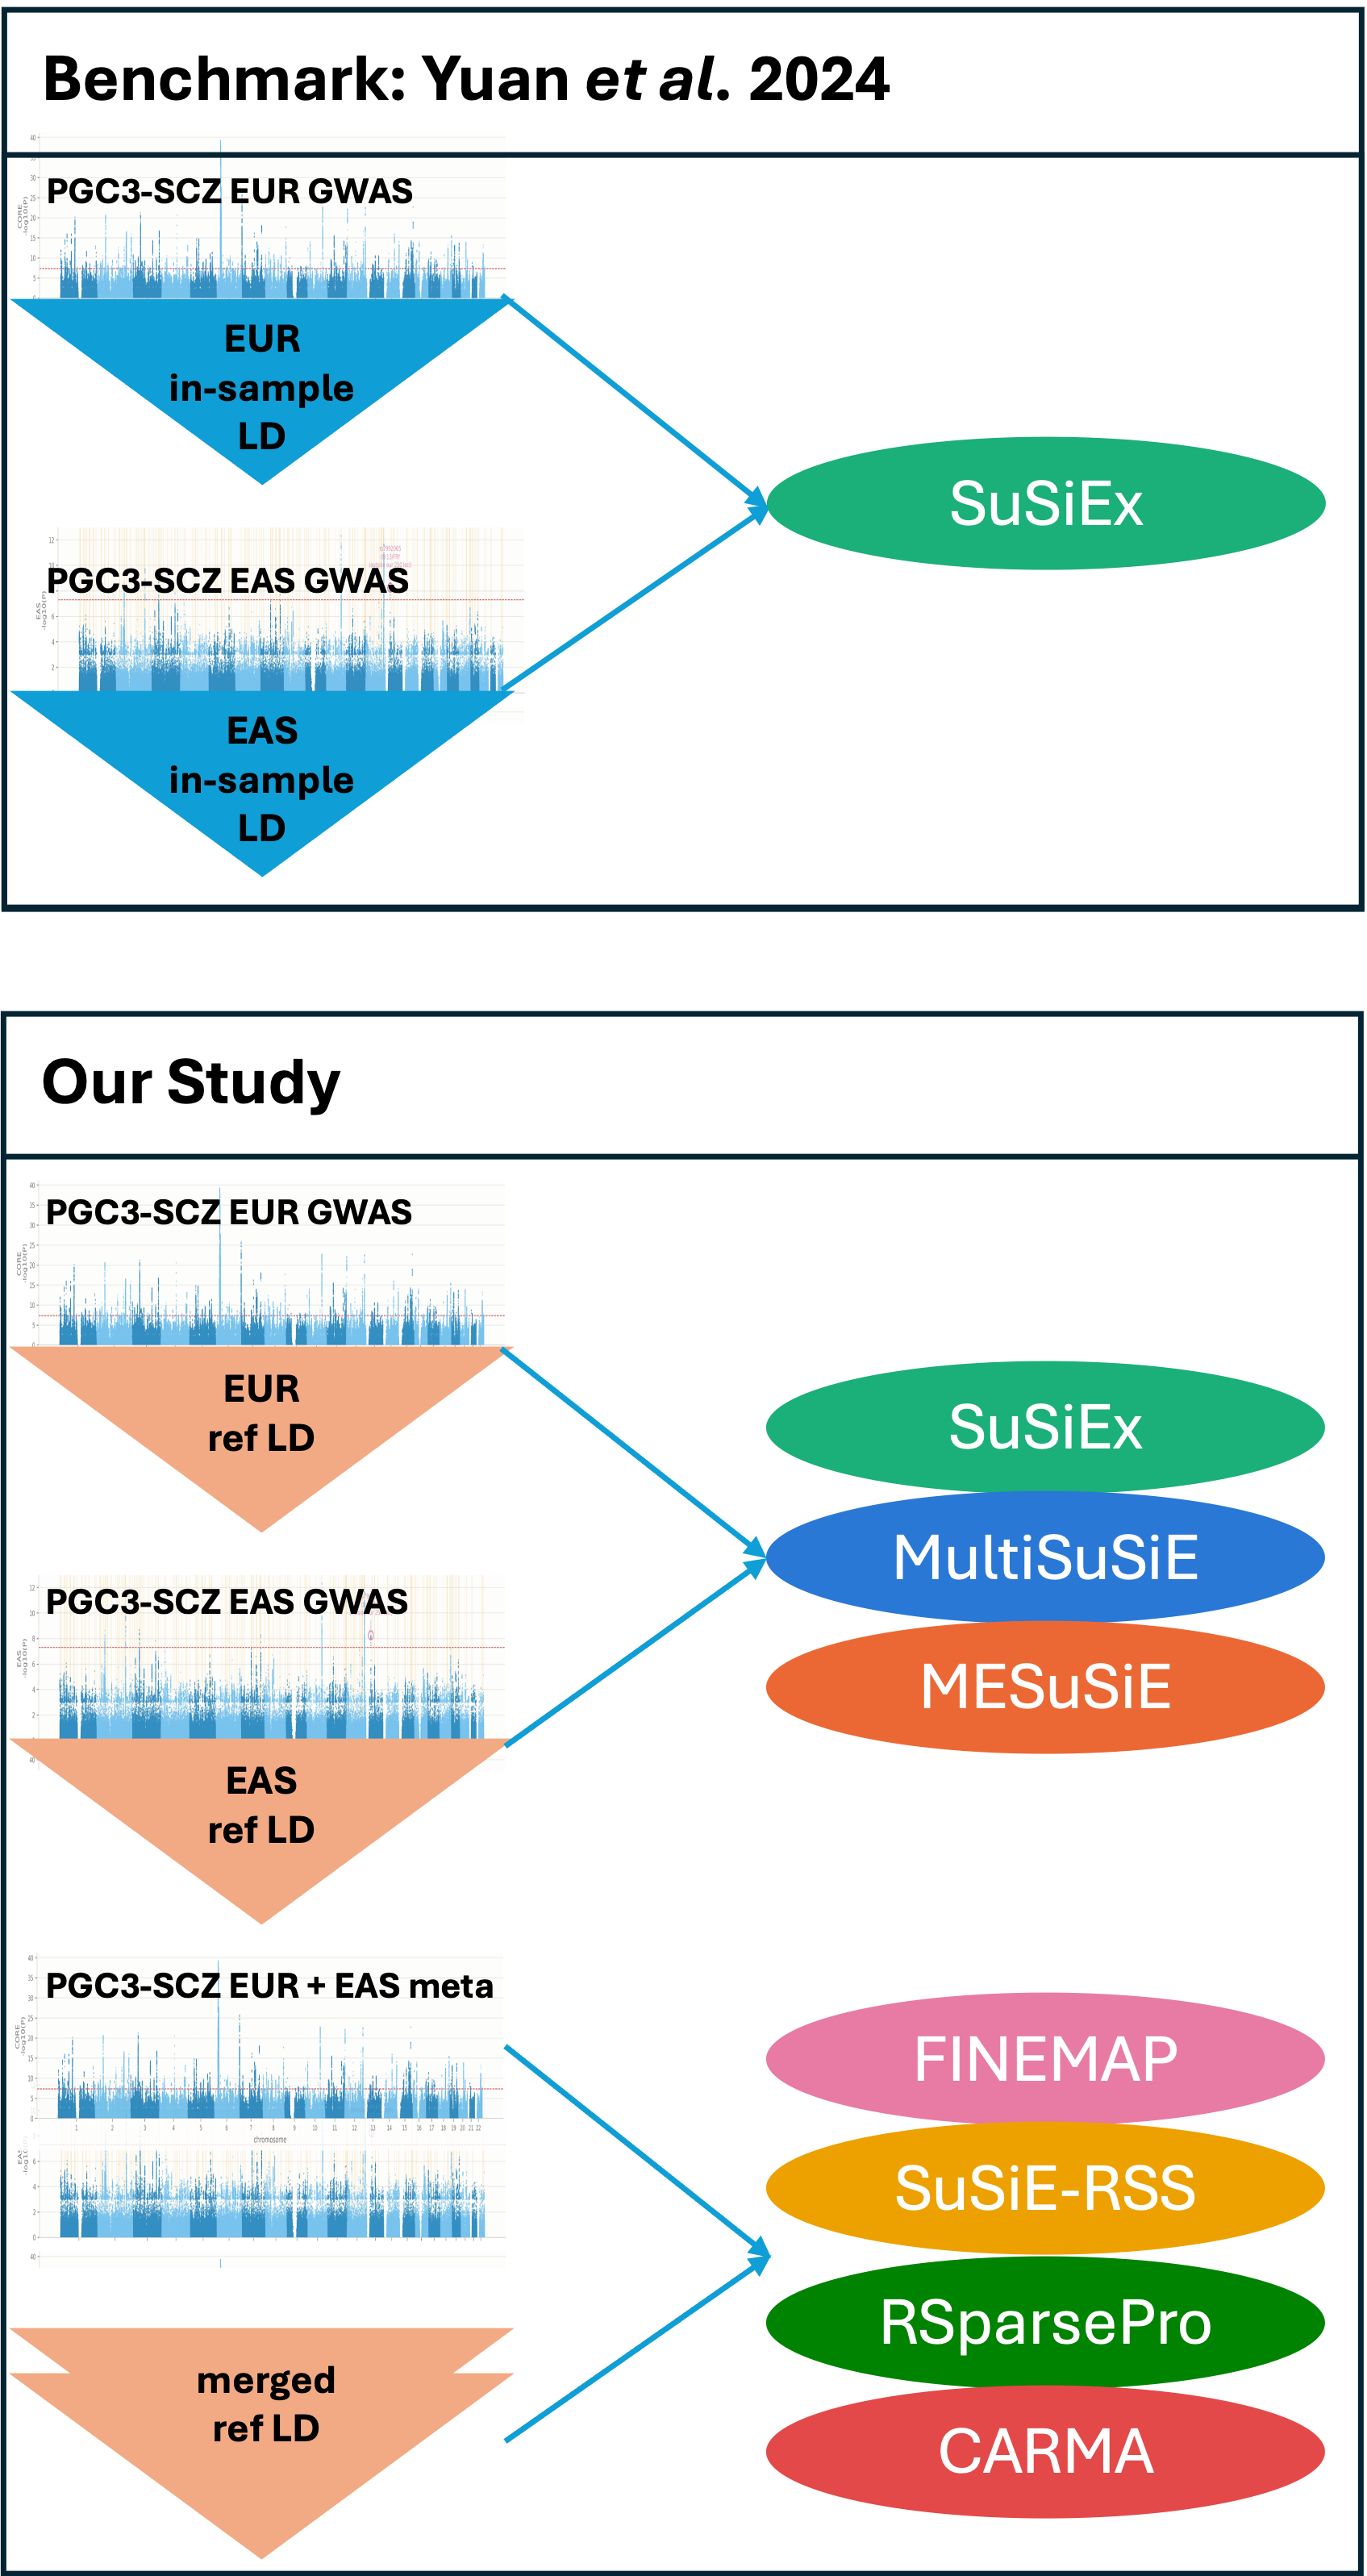 Benchmark: Yuan et al. 2024
PGC3-SCZ EUR GWAS
EUR
in-sample
LD
PGC3-SCZ EAS GWAS
EAS
in-sample
LD
SuSiEx
Our Study
PGC3-SCZ EUR GWAS
EUR
ref LD
PGC3-SCZ EAS GWAS
EAS
ref LD
SuSiEx
MultiSuSiE
MESuSiE
PGC3-SCZ EUR + EAS meta
chromosome
merged
ref LD
FINEMAP
SuSiE-RSS
RSparsePro
CARMA